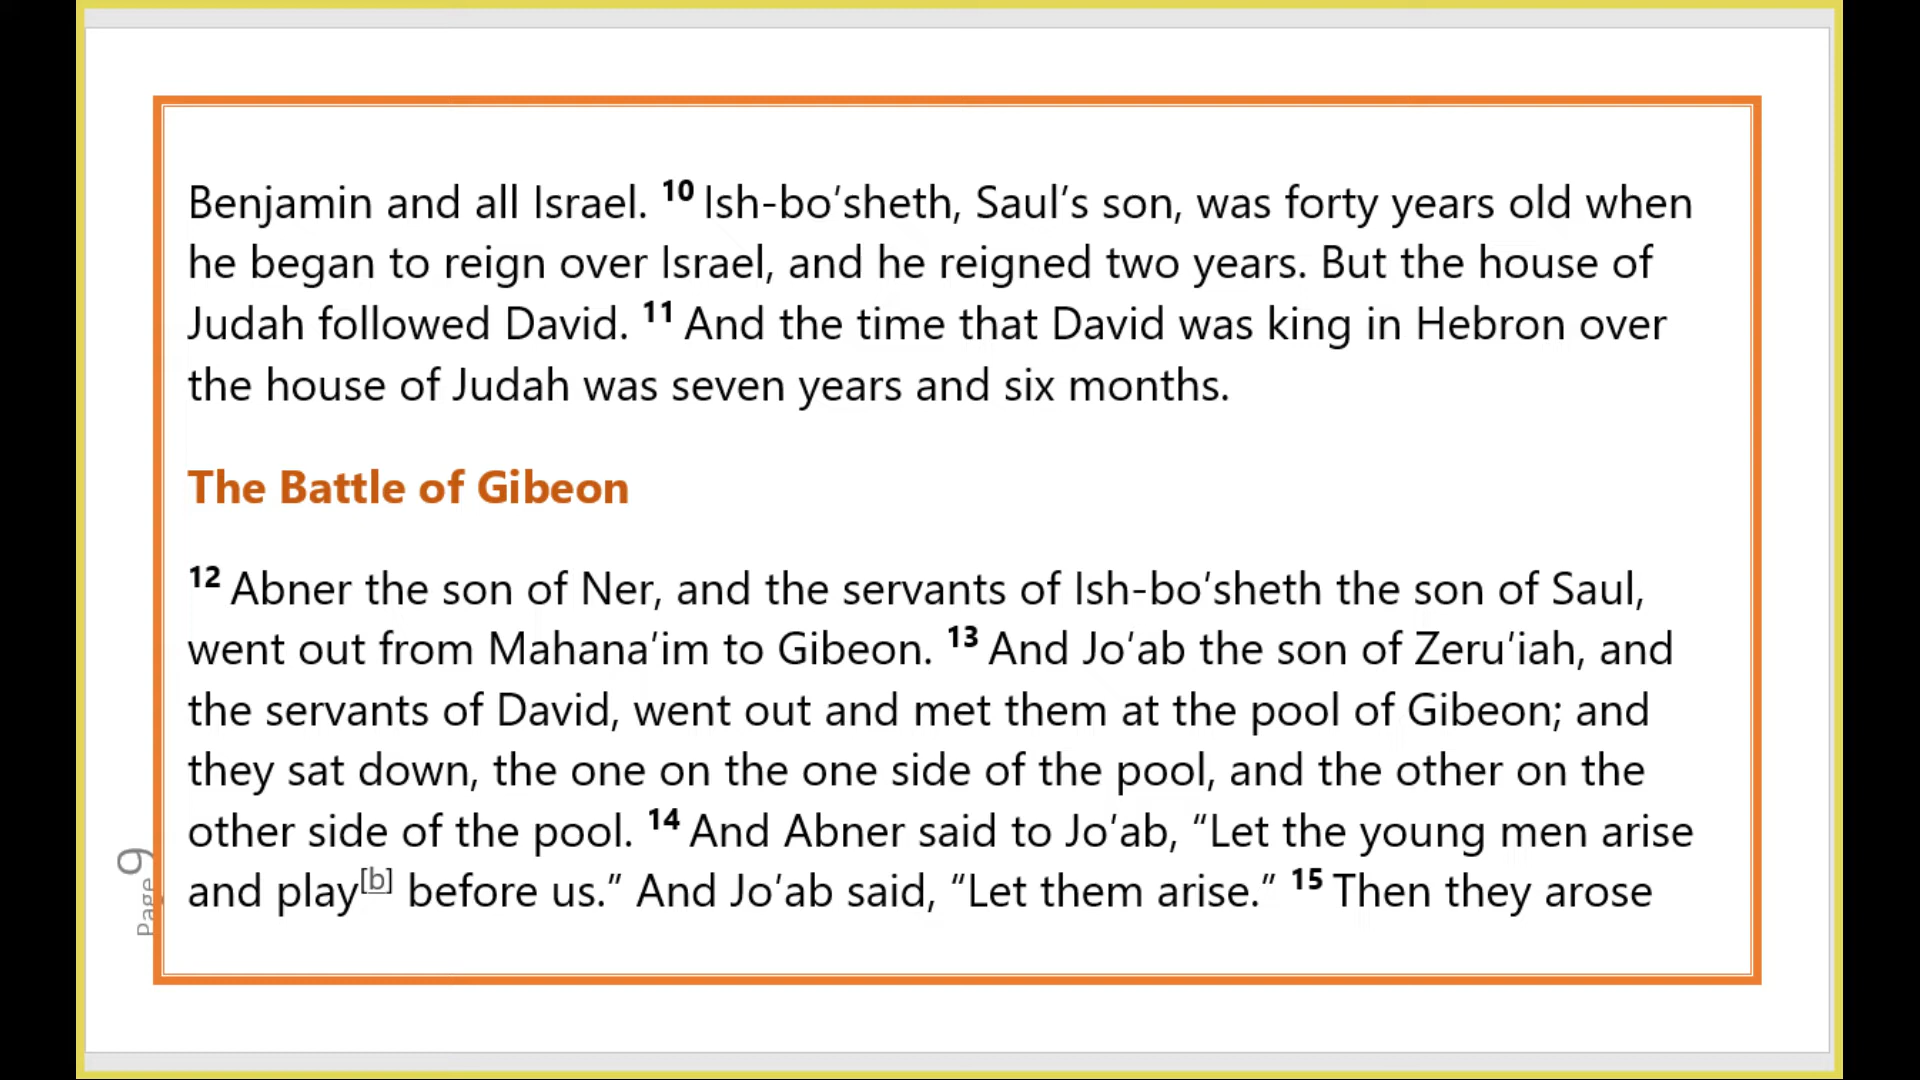 Benjamin and all Israel. 10 Ish-bo′sheth, Saul’s son, was forty years old when
he began to reign over Israel, and he reigned two years. But the house of
Judah followed David. 11 And the time that David was king in Hebron over
the house of Judah was seven years and six months.
The Battle of Gibeon
12 Abner the son of Ner, and the servants of Ish-bo′sheth the son of Saul,
went out from Mahana′im to Gibeon. 13 And Jo′ab the son of Zeru′iah, and
the servants of David, went out and met them at the pool of Gibeon; and
they sat down, the one on the one side of the pool, and the other on the
other side of the pool. 14 And Abner said to Jo′ab, “Let the young men arise
and play[b] before us.” And Jo′ab said, “Let them arise.” 15 Then they arose
Page 9